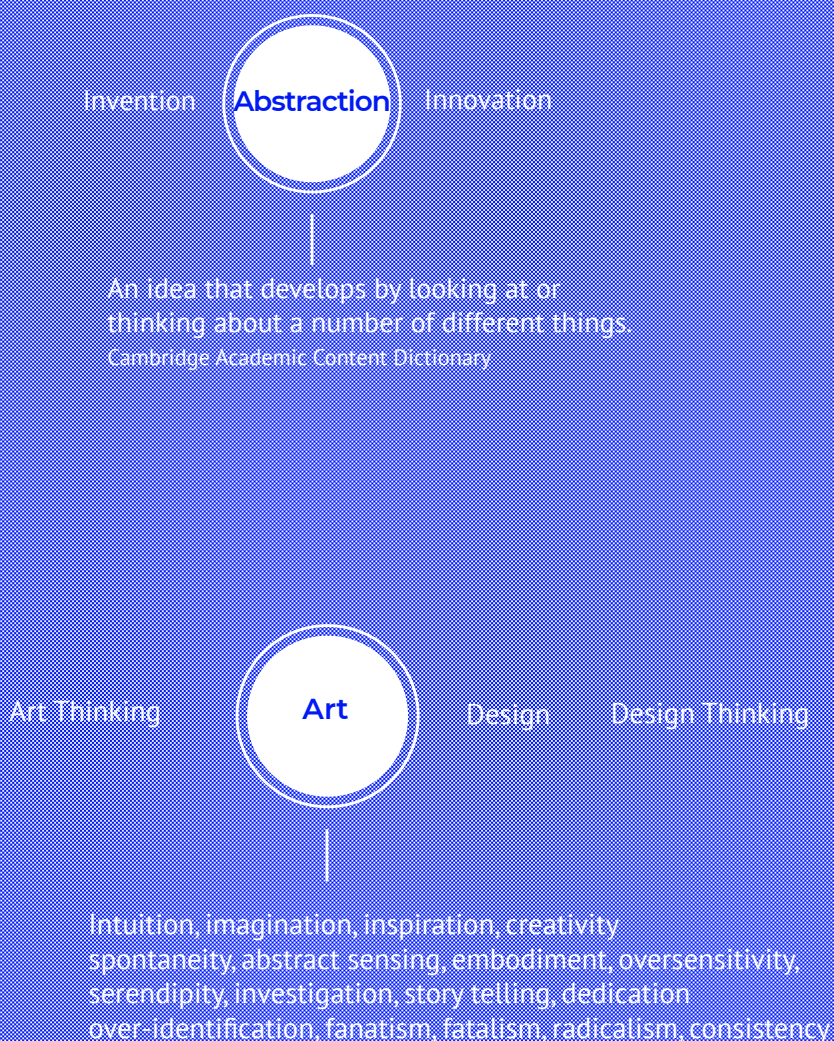 Invention Abstraction Innovation
An idea that develops by looking at or
thinking about a number of different things.
Cambridge Academic Content Dictionary
Art Thinking Art Design Design Thinking
Intuition, imagination, inspiration, creativity
spontaneity, abstract sensing, embodiment, oversensitivity,
serendipity, investigation, story telling, dedication
over-identification, fanatism, fatalism, radicalism, consistency